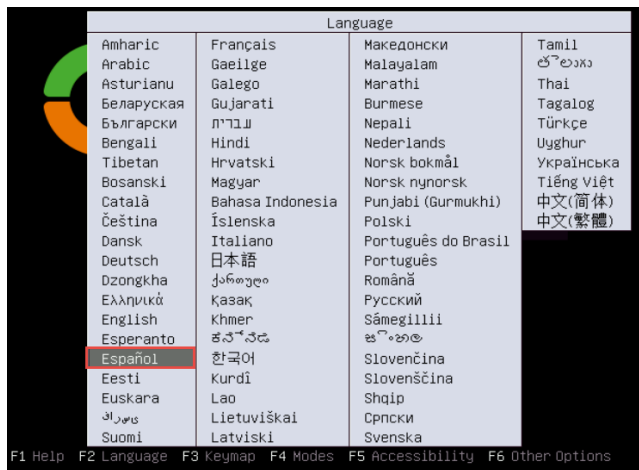 Language
Amharic
Arabic
Asturianu
Беларуская
Български
Bengali
Tibetan
Bosanski
Català
Čeština
Dansk
Deutsch
Dzongkha
Ελληνικά
English
Esperanto
Español
Eesti
Euskara
Suomi
Français
Gaeilge
Galego
Gujarati
עברית
Hindi
Hrvatski
Magyar
Bahasa Indonesia
Íslenska
Italiano
日本語
ქართული
Қазақ
Khmer
ಕನ್ನಡ
한국어
Kurdî
Lao
Lietuviškai
Latviski
Македонски
Malayalam
Marathi
Burmese
Nepali
Nederlands
Norsk bokmål
Norsk nynorsk
Punjabi (Gurmukhi)
Polski
Português do Brasil
Português
Română
Русский
Sámegillii
සිංහල
Slovenčina
Slovenščina
Shqip
Српски
Svenska
Tamil
తెలుగు
Thai
Tagalog
Türkçe
Uyghur
Українська
Tiếng Việt
中文(简体)
中文(繁體)
F1 Help F2 Language F3 Keymap F4 Modes F5 Accessibility F6 Other Options